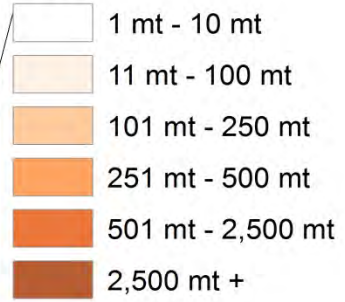 1 mt - 10 mt
11 mt - 100 mt
101 mt - 250 mt
251 mt - 500 mt
501 mt - 2,500 mt
2,500 mt +